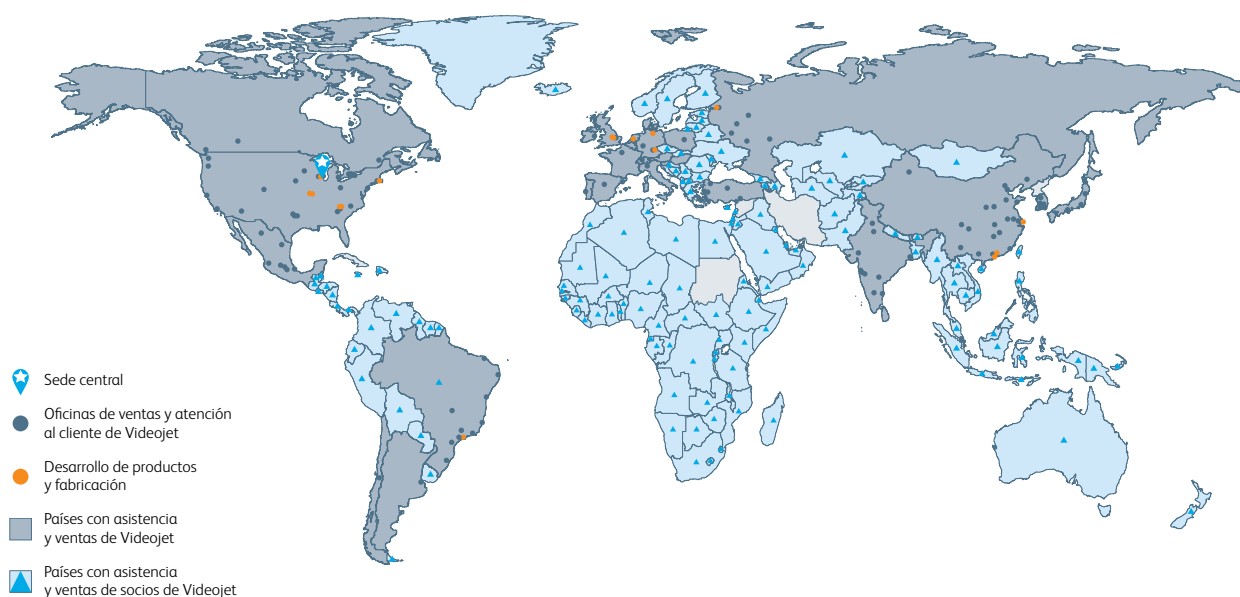 Sede central
Oficinas de ventas y atención
al cliente de Videojet
Desarrollo de productos
y fabricación
Países con asistencia
y ventas de Videojet
Países con asistencia
y ventas de socios de Videojet